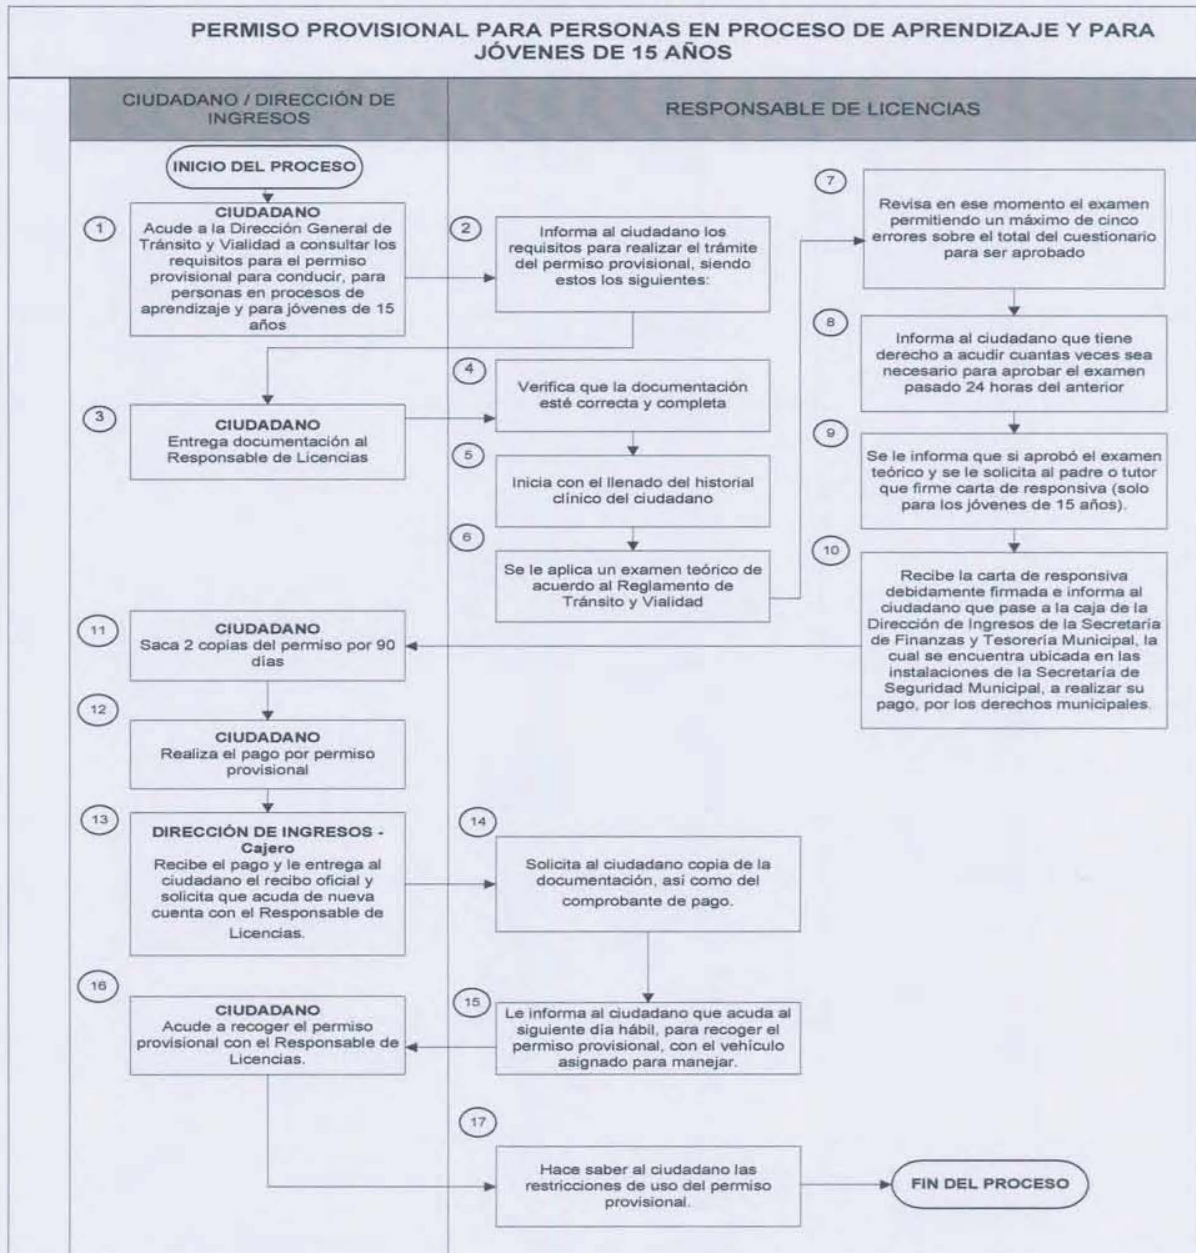 PERMISO PROVISIONAL PARA PERSONAS EN PROCESO DE APRENDIZAJE Y PARA
JÓVENES DE 15 AÑOS
CIUDADANO / DIRECCIÓN DE
INGRESOS
RESPONSABLE DE LICENCIAS
INICIO DEL PROCESO
1
CIUDADANO
Acude a la Dirección General de
Tránsito y Vialidad a consultar los
requisitos para el permiso
provisional para conducir, para
personas en procesos de
aprendizaje y para jóvenes de 15
años
2
Informa al ciudadano los
requisitos para realizar el trámite
del permiso provisional, siendo
estos los siguientes:
3
CIUDADANO
Entrega documentación al
Responsable de Licencias
4
Verifica que la documentación
esté correcta y completa
5
Inicia con el llenado del historial
clínico del ciudadano
6
Se le aplica un examen teórico de
acuerdo al Reglamento de
Tránsito y Vialidad
7
Revisa en ese momento el examen
permitiendo un máximo de cinco
errores sobre el total del cuestionario
para ser aprobado
8
Informa al ciudadano que tiene
derecho a acudir cuantas veces sea
necesario para aprobar el examen
pasado 24 horas del anterior
9
Se le informa que si aprobó el examen
teórico y se le solicita al padre o tutor
que firme carta de responsiva (solo
para los jóvenes de 15 años).
10
Recibe la carta de responsiva
debidamente firmada e informa al
ciudadano que pase a la caja de la
Dirección de Ingresos de la Secretaría
de Finanzas y Tesorería Municipal, la
cual se encuentra ubicada en las
instalaciones de la Secretaría de
Seguridad Municipal, a realizar su
pago, por los derechos municipales.
11
CIUDADANO
Saca 2 copias del permiso por 90
días
12
CIUDADANO
Realiza el pago por permiso
provisional
13
DIRECCIÓN DE INGRESOS -
Cajero
Recibe el pago y le entrega al
ciudadano el recibo oficial y
solicita que acuda de nueva
cuenta con el Responsable de
Licencias.
14
Solicita al ciudadano copia de la
documentación, así como del
comprobante de pago.
15
Le informa al ciudadano que acuda al
siguiente día hábil, para recoger el
permiso provisional, con el vehículo
asignado para manejar.
16
CIUDADANO
Acude a recoger el permiso
provisional con el Responsable de
Licencias.
17
Hace saber al ciudadano las
restricciones de uso del permiso
provisional.
FIN DEL PROCESO